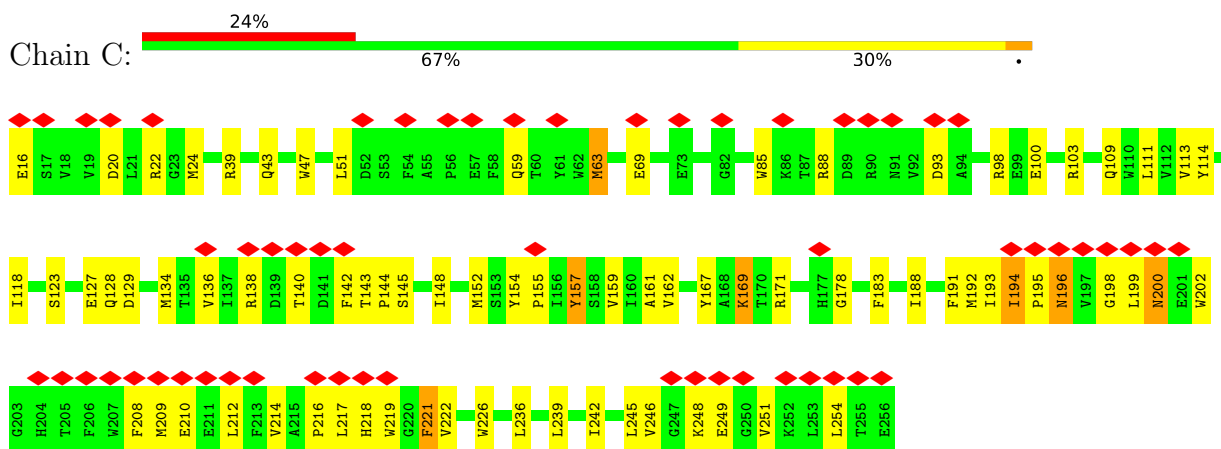 24%
Chain C:
67% 30% •
E16 S17 V18 V19 D20 L21 R22 G23 M24 R39 Q43 W47 L51 D52 S53 F54 A55 P56 E57 F58 Q59 T60 Y61 W62 M63 E69 E73 G82 W85 K86 T87 R88 D89 R90 N91 V92 D93 A94 R98 E99 E100 R103 Q109 W110 L111 V112 V113 Y114
I118 S123 E127 Q128 D129 M134 T135 V136 I137 R138 D139 T140 D141 F142 T143 P144 S145 I148 M152 S153 Y154 P155 I156 Y157 S158 V159 I160 A161 V162 Y167 A168 K169 T170 R171 H177 G178 F183 I188 F191 M192 I193 I194 P195 N196 V197 G198 L199 N200 E201 W202
G203 H204 T205 F206 W207 F208 M209 E210 E211 L212 F213 V214 A215 P216 L217 H218 W219 G220 F221 V222 W226 L236 L239 I242 L245 V246 G247 K248 E249 G250 V251 K252 L253 L254 T255 E256